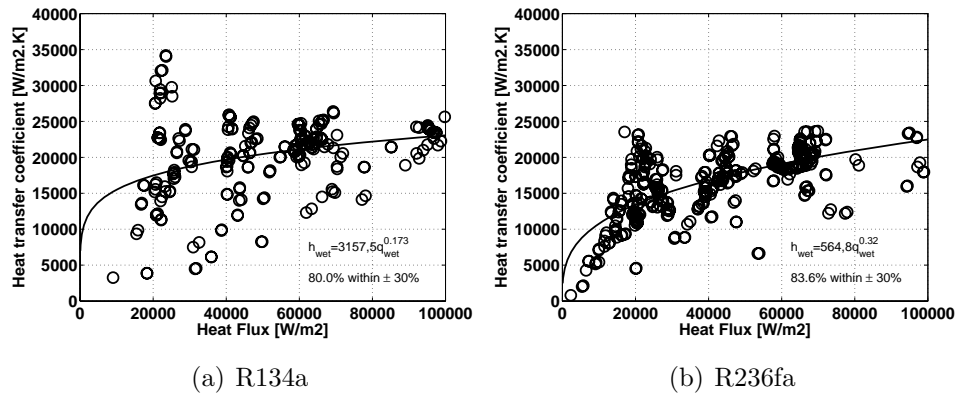 Heat transfer coefficient [W/m2.K]
40000
35000
30000
25000
20000
15000
10000
5000
0
0 20000 40000 60000 80000 100000
Heat Flux [W/m2]
h_wet=3157,5q_wet^0.173
80.0% within ± 30%
(a) R134a
Heat transfer coefficient [W/m2.K]
40000
35000
30000
25000
20000
15000
10000
5000
0
0 20000 40000 60000 80000 100000
Heat Flux [W/m2]
h_wet=564,8q_wet^0.32
83.6% within ± 30%
(b) R236fa